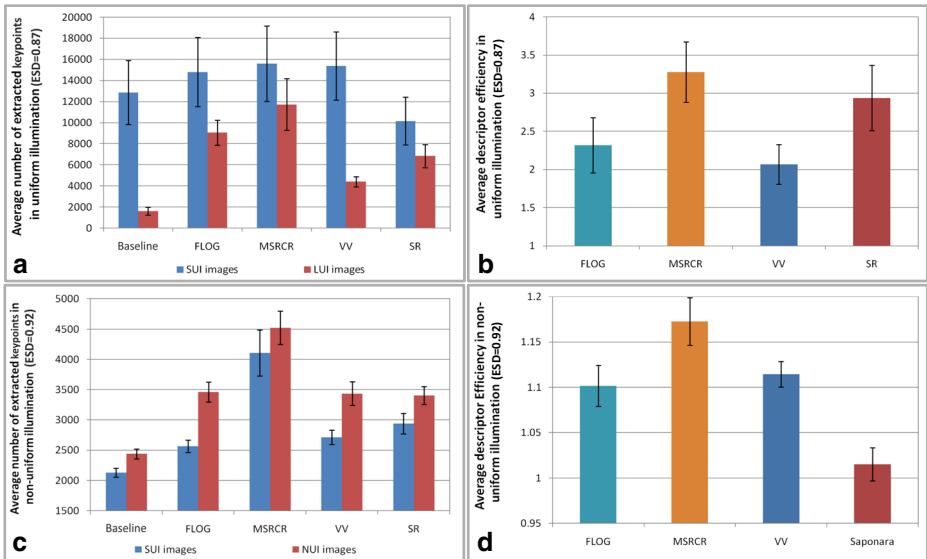 Average number of extracted keypoints
in uniform illumination (ESD=0.87)
20000
18000
16000
14000
12000
10000
8000
6000
4000
2000
0
Baseline FLOG MSRCR VV SR
SUI images LUI images
a
Average descriptor efficiency in
uniform illumination (ESD=0.87)
4
3.5
3
2.5
2
1.5
1
FLOG MSRCR VV SR
b
Average number of extracted keypoints in
non-uniform illumination (ESD=0.92)
5000
4500
4000
3500
3000
2500
2000
1500
Baseline FLOG MSRCR VV SR
SUI images NUI images
c
Average descriptor Efficiency in non-
uniform illumination (ESD=0.92)
1.2
1.15
1.10
1.05
1
0.95
FLOG MSRCR VV Saponara
d